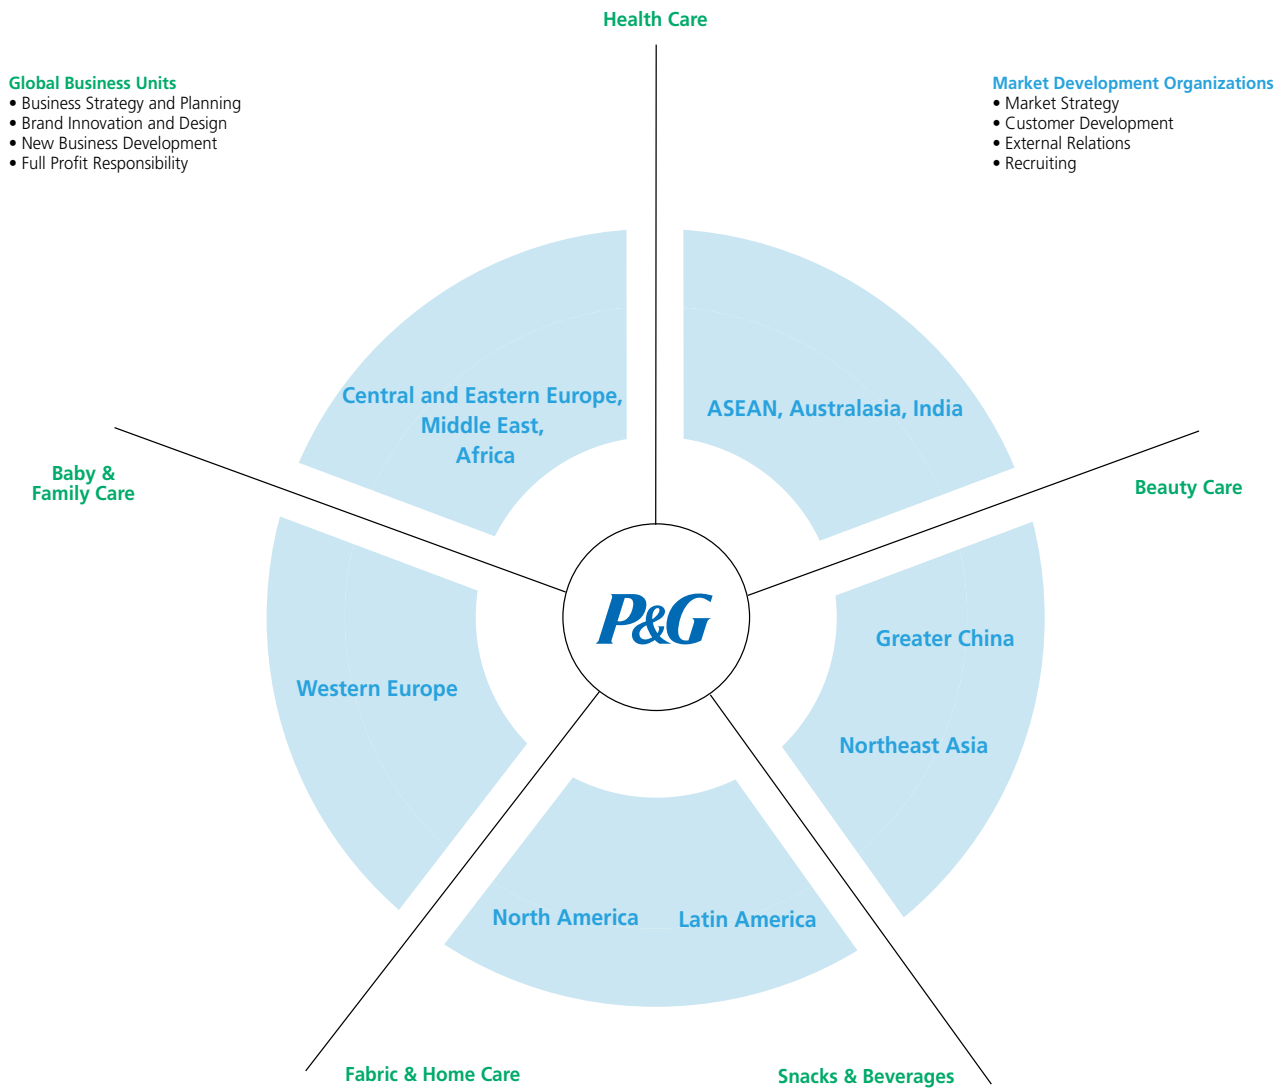 Health Care
Global Business Units
• Business Strategy and Planning
• Brand Innovation and Design
• New Business Development
• Full Profit Responsibility
Market Development Organizations
• Market Strategy
• Customer Development
• External Relations
• Recruiting
Central and Eastern Europe,
Middle East,
Africa
ASEAN, Australasia, India
Baby &
Family Care
Beauty Care
P&G
Greater China
Western Europe
Northeast Asia
North America
Latin America
Fabric & Home Care
Snacks & Beverages